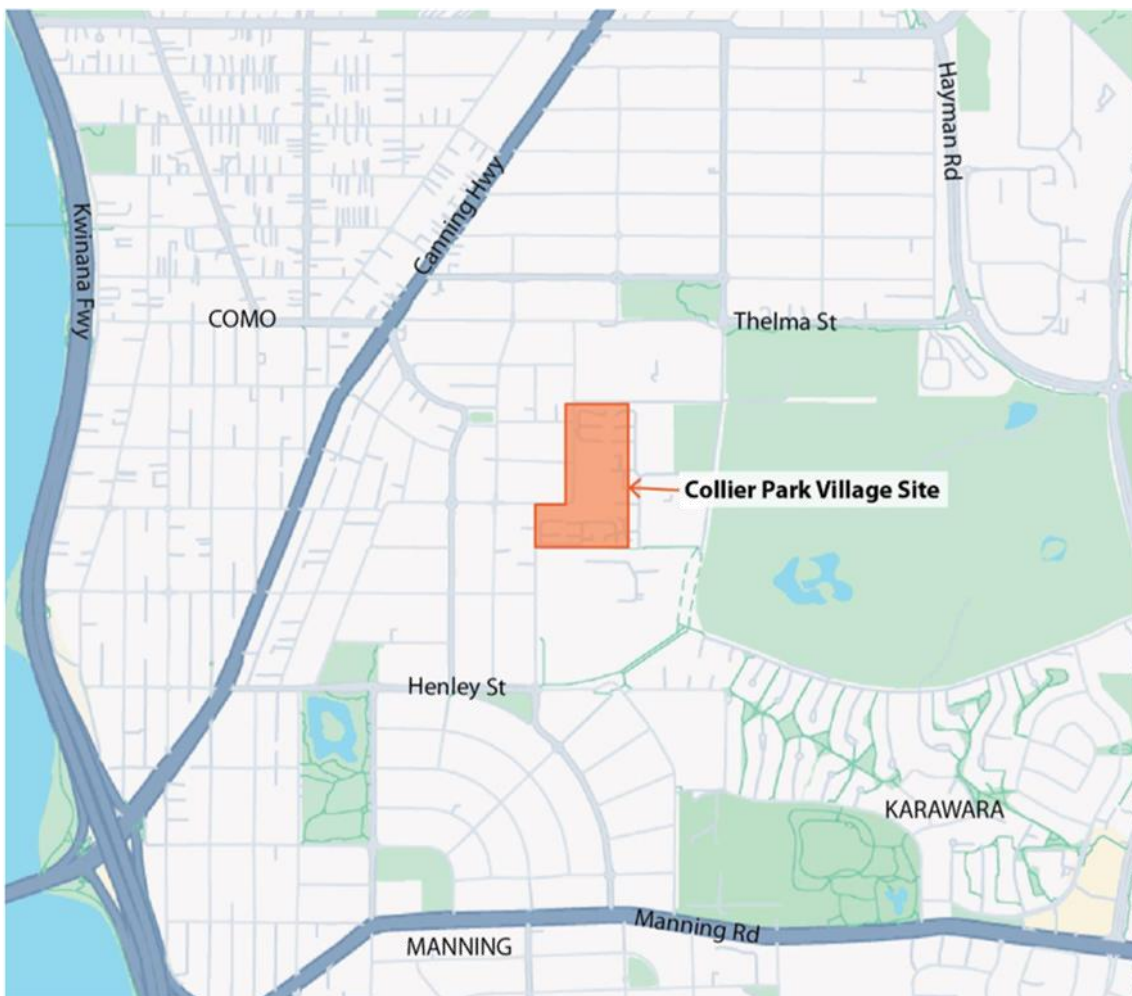 Hayman Rd
Canning Hwy
Kwinana Fwy
COMO
Thelma St
Collier Park Village Site
Henley St
KARAWARA
Manning Rd
MANNING